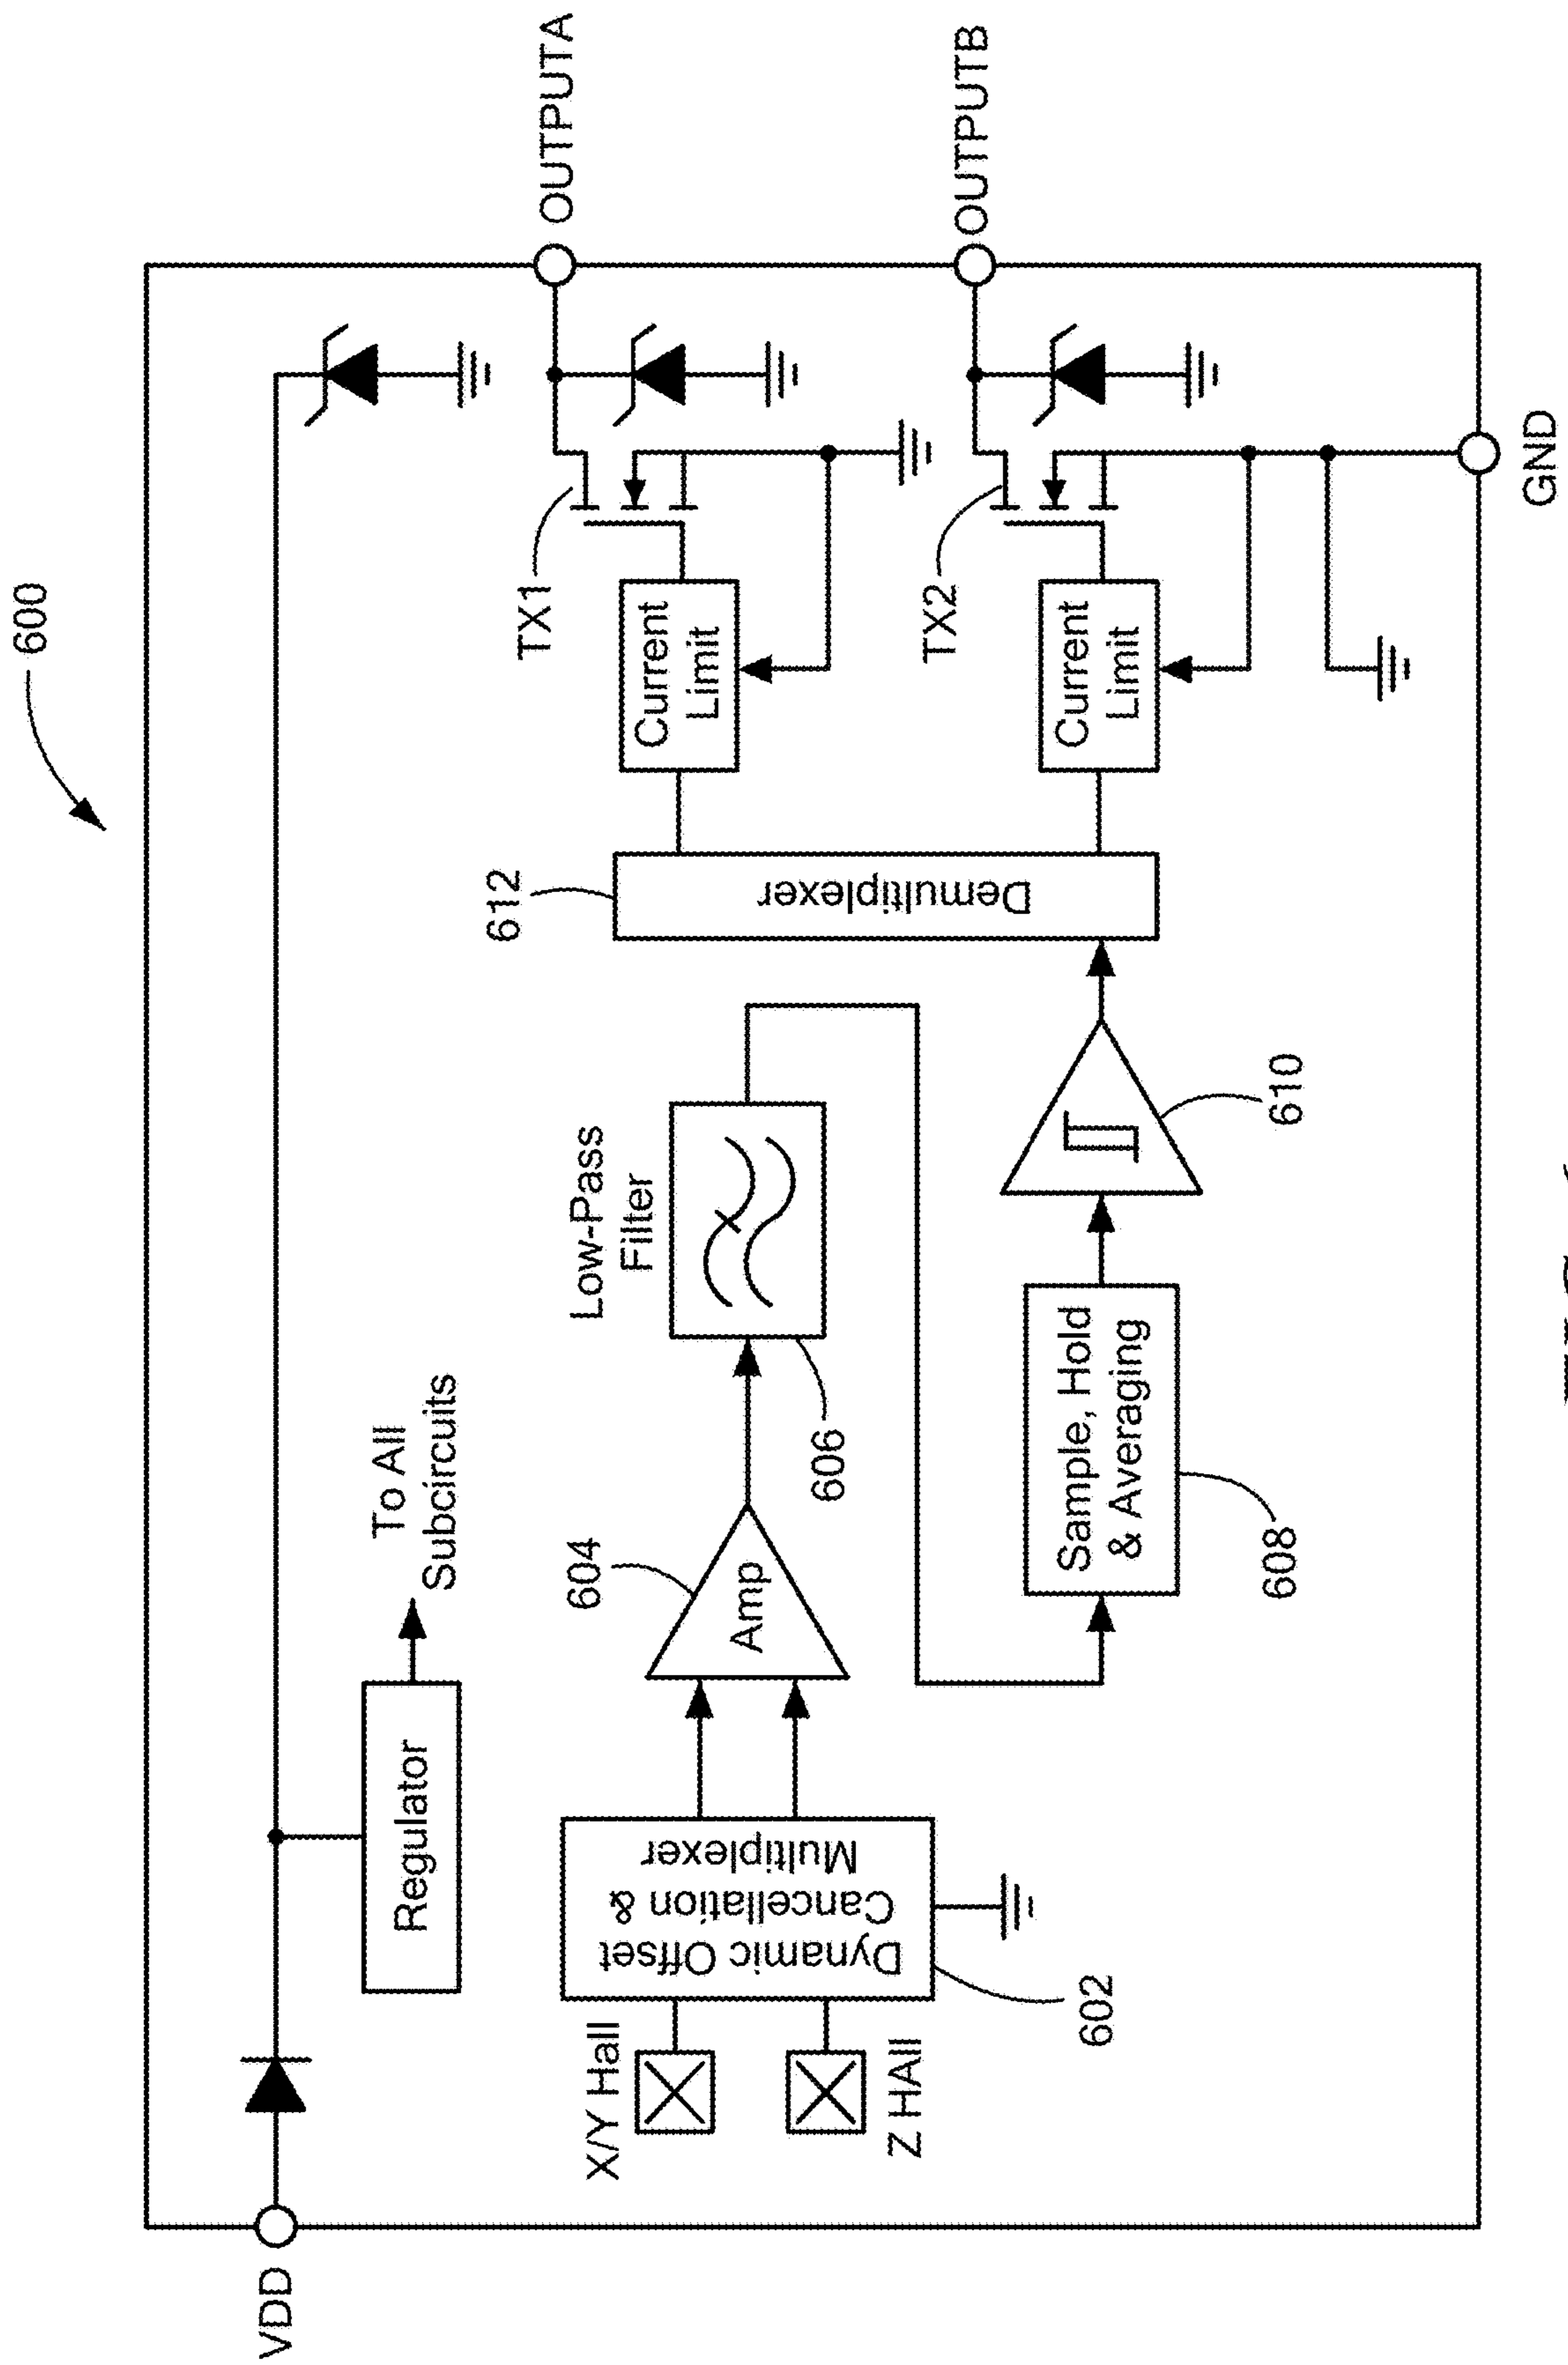 600
VDD
Regulator
To All
Subcircuits
X/Y Hall
Z HAll
Dynamic Offset
Cancellation &
Multiplexer
602
Amp
604
Low-Pass
Filter
606
Sample, Hold
& Averaging
608
610
Demultiplexer
612
Current
Limit
TX1
OUTPUTA
Current
Limit
TX2
OUTPUTB
GND